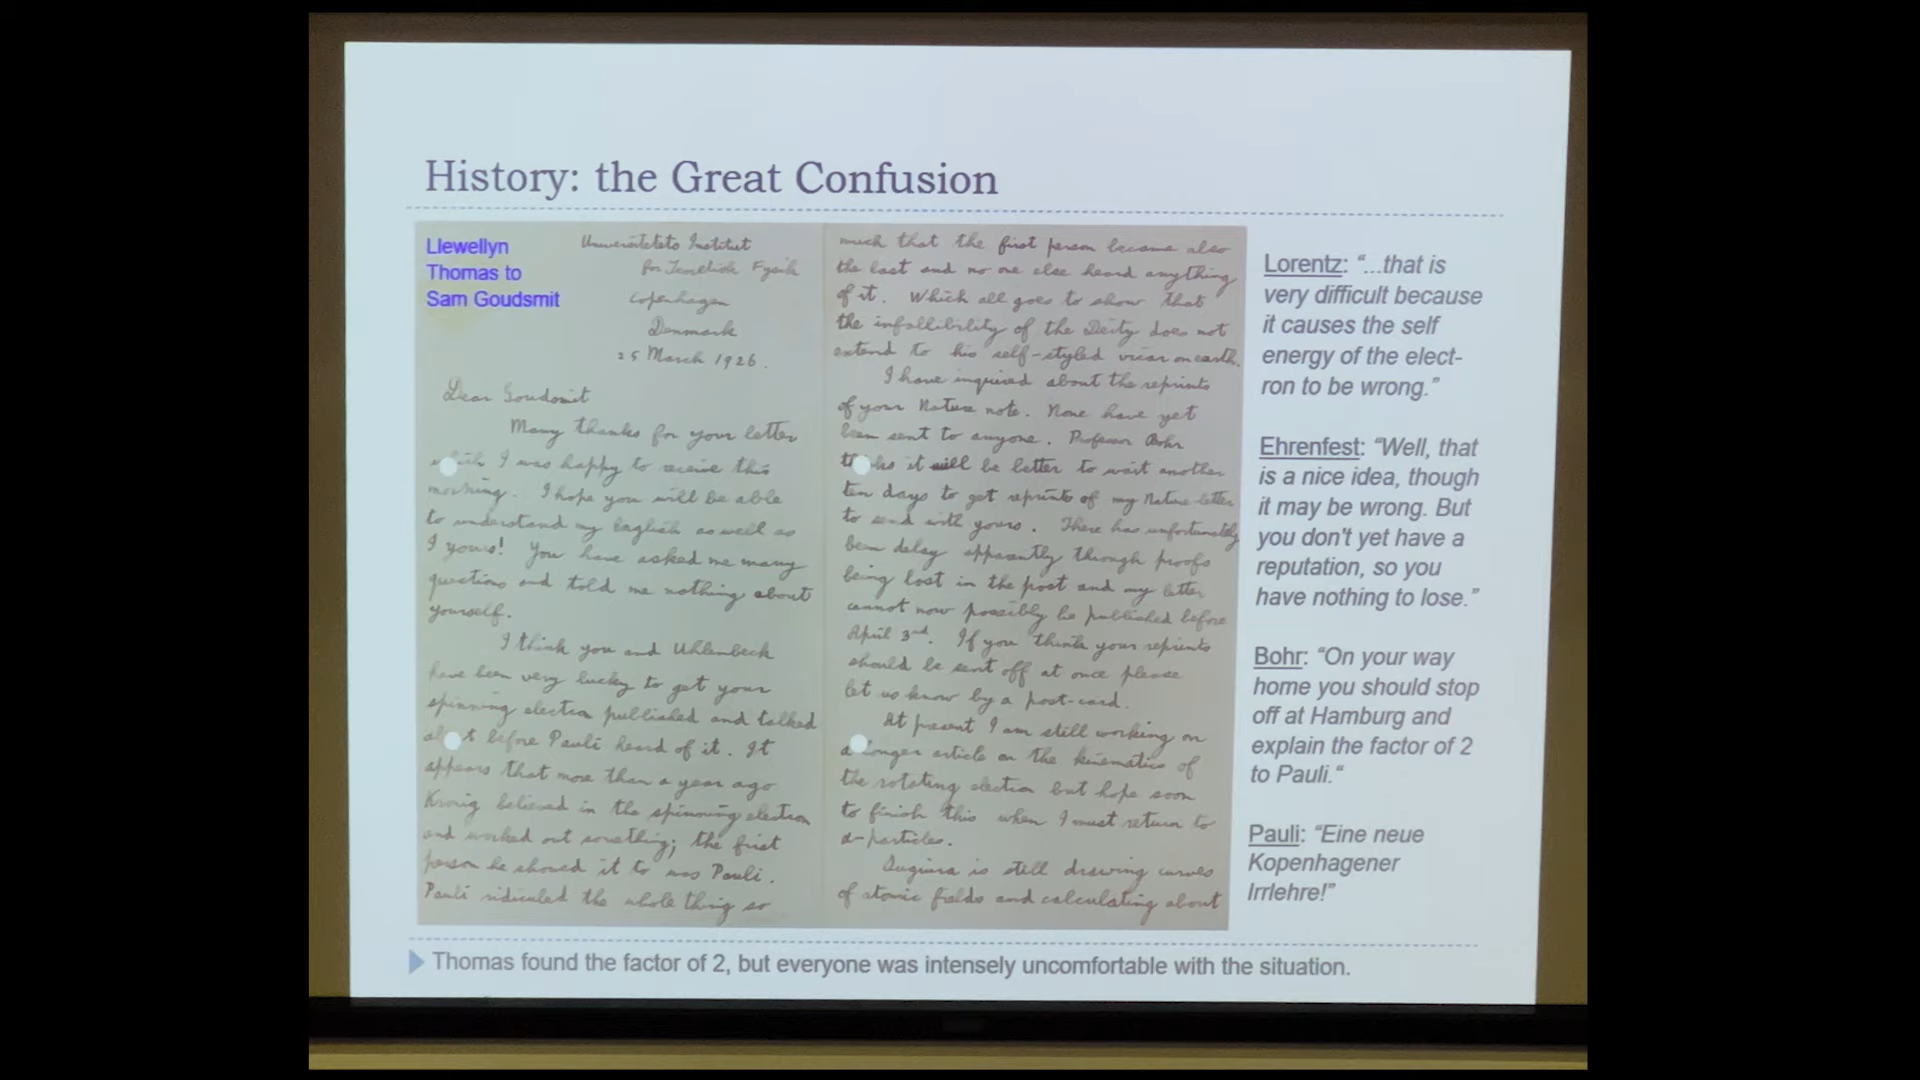 History: the Great Confusion
Llewellyn
Thomas to
Sam Goudsmit
Universitetets Institut
for Teoretisk Fysik
Copenhagen
Denmark
25 March 1926.
Dear Goudsmit
Many thanks for your letter
which I was happy to receive this
morning. I hope you will be able
to understand my English as well as
I yours! You have asked me many
questions and told me nothing about
yourself.
I think you and Uhlenbeck
have been very lucky to get your
spinning electron published and talked
about before Pauli heard of it. It
appears that more than a year ago
Kronig believed in the spinning electron
and worked out something; the first
person he showed it to was Pauli.
Pauli ridiculed the whole thing so
much that the first person became also
the last and no one else heard anything
of it. Which all goes to show that
the infallibility of the Deity does not
extend to his self-styled vicar on earth.
I have inquired about the reprints
of your Nature note. None have yet
been sent to anyone. Professor Bohr
thinks it will be better to wait another
ten days to get reprints of my Nature letter
to send with yours. There has unfortunately
been delay apparently through proofs
being lost in the post and my letter
cannot now possibly be published before
April 3rd. If you think your reprints
should be sent off at once please
let us know by a post-card.
At present I am still working on
a longer article on the kinematics of
the rotating electron but hope soon
to finish this when I must return to
α-particles.
Sugiura is still drawing curves
of atomic fields and calculating about
Lorentz: “...that is
very difficult because
it causes the self
energy of the elect-
ron to be wrong.”
Ehrenfest: “Well, that
is a nice idea, though
it may be wrong. But
you don't yet have a
reputation, so you
have nothing to lose.”
Bohr: “On your way
home you should stop
off at Hamburg and
explain the factor of 2
to Pauli.“
Pauli: “Eine neue
Kopenhagener
Irrlehre!”
Thomas found the factor of 2, but everyone was intensely uncomfortable with the situation.